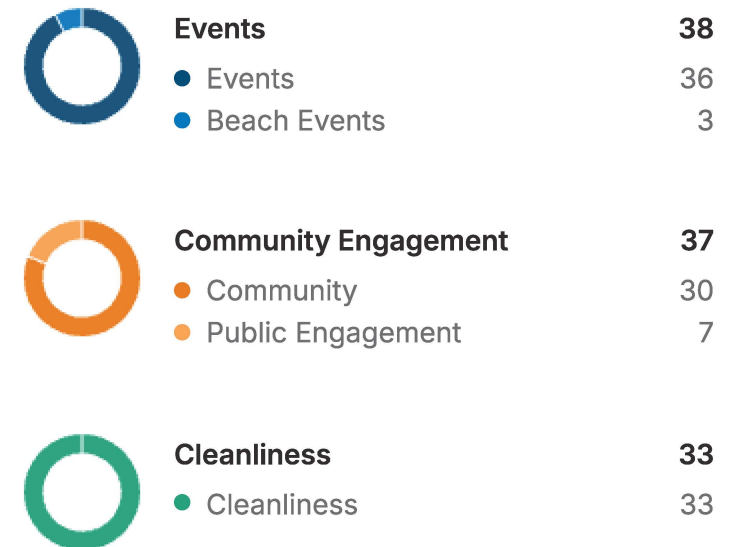 Events 38
Events 36
Beach Events 3
Community Engagement 37
Community 30
Public Engagement 7
Cleanliness 33
Cleanliness 33